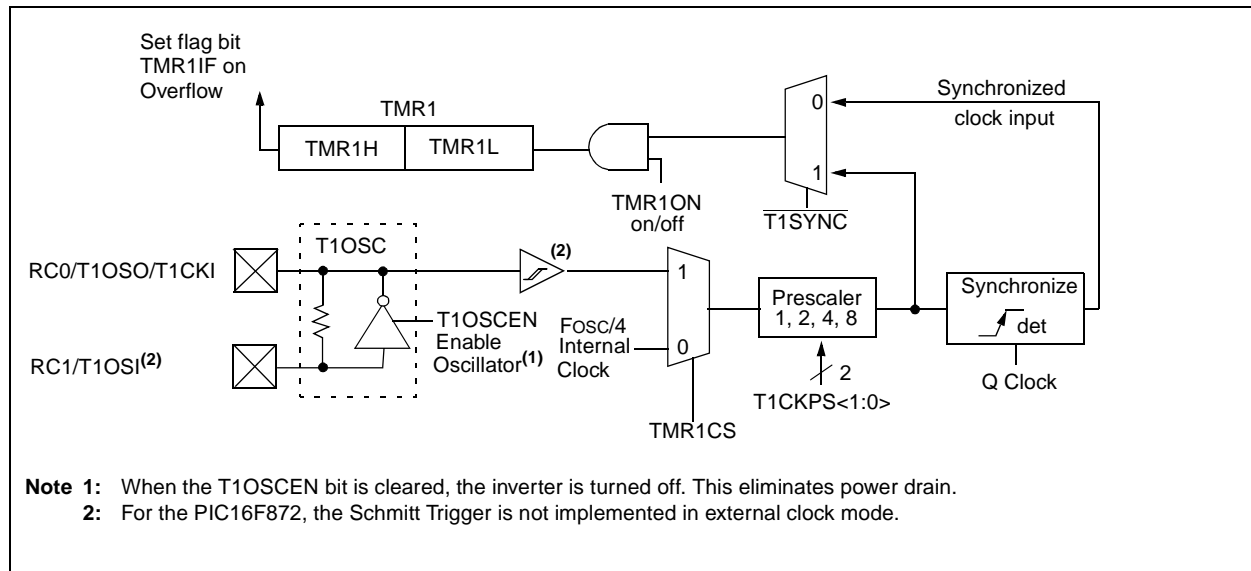 Set flag bit
TMR1IF on
Overflow
TMR1
TMR1H
TMR1L
TMR1ON
on/off
0
1
T1SYNC
Synchronized
clock input
RC0/T1OSO/T1CKI
RC1/T1OSI(2)
T1OSC
T1OSCEN
Enable
Oscillator(1)
(2)
FOSC/4
Internal
Clock
1
0
TMR1CS
Prescaler
1, 2, 4, 8
2
T1CKPS<1:0>
Synchronize
det
Q Clock
Note 1: When the T1OSCEN bit is cleared, the inverter is turned off. This eliminates power drain.
2: For the PIC16F872, the Schmitt Trigger is not implemented in external clock mode.